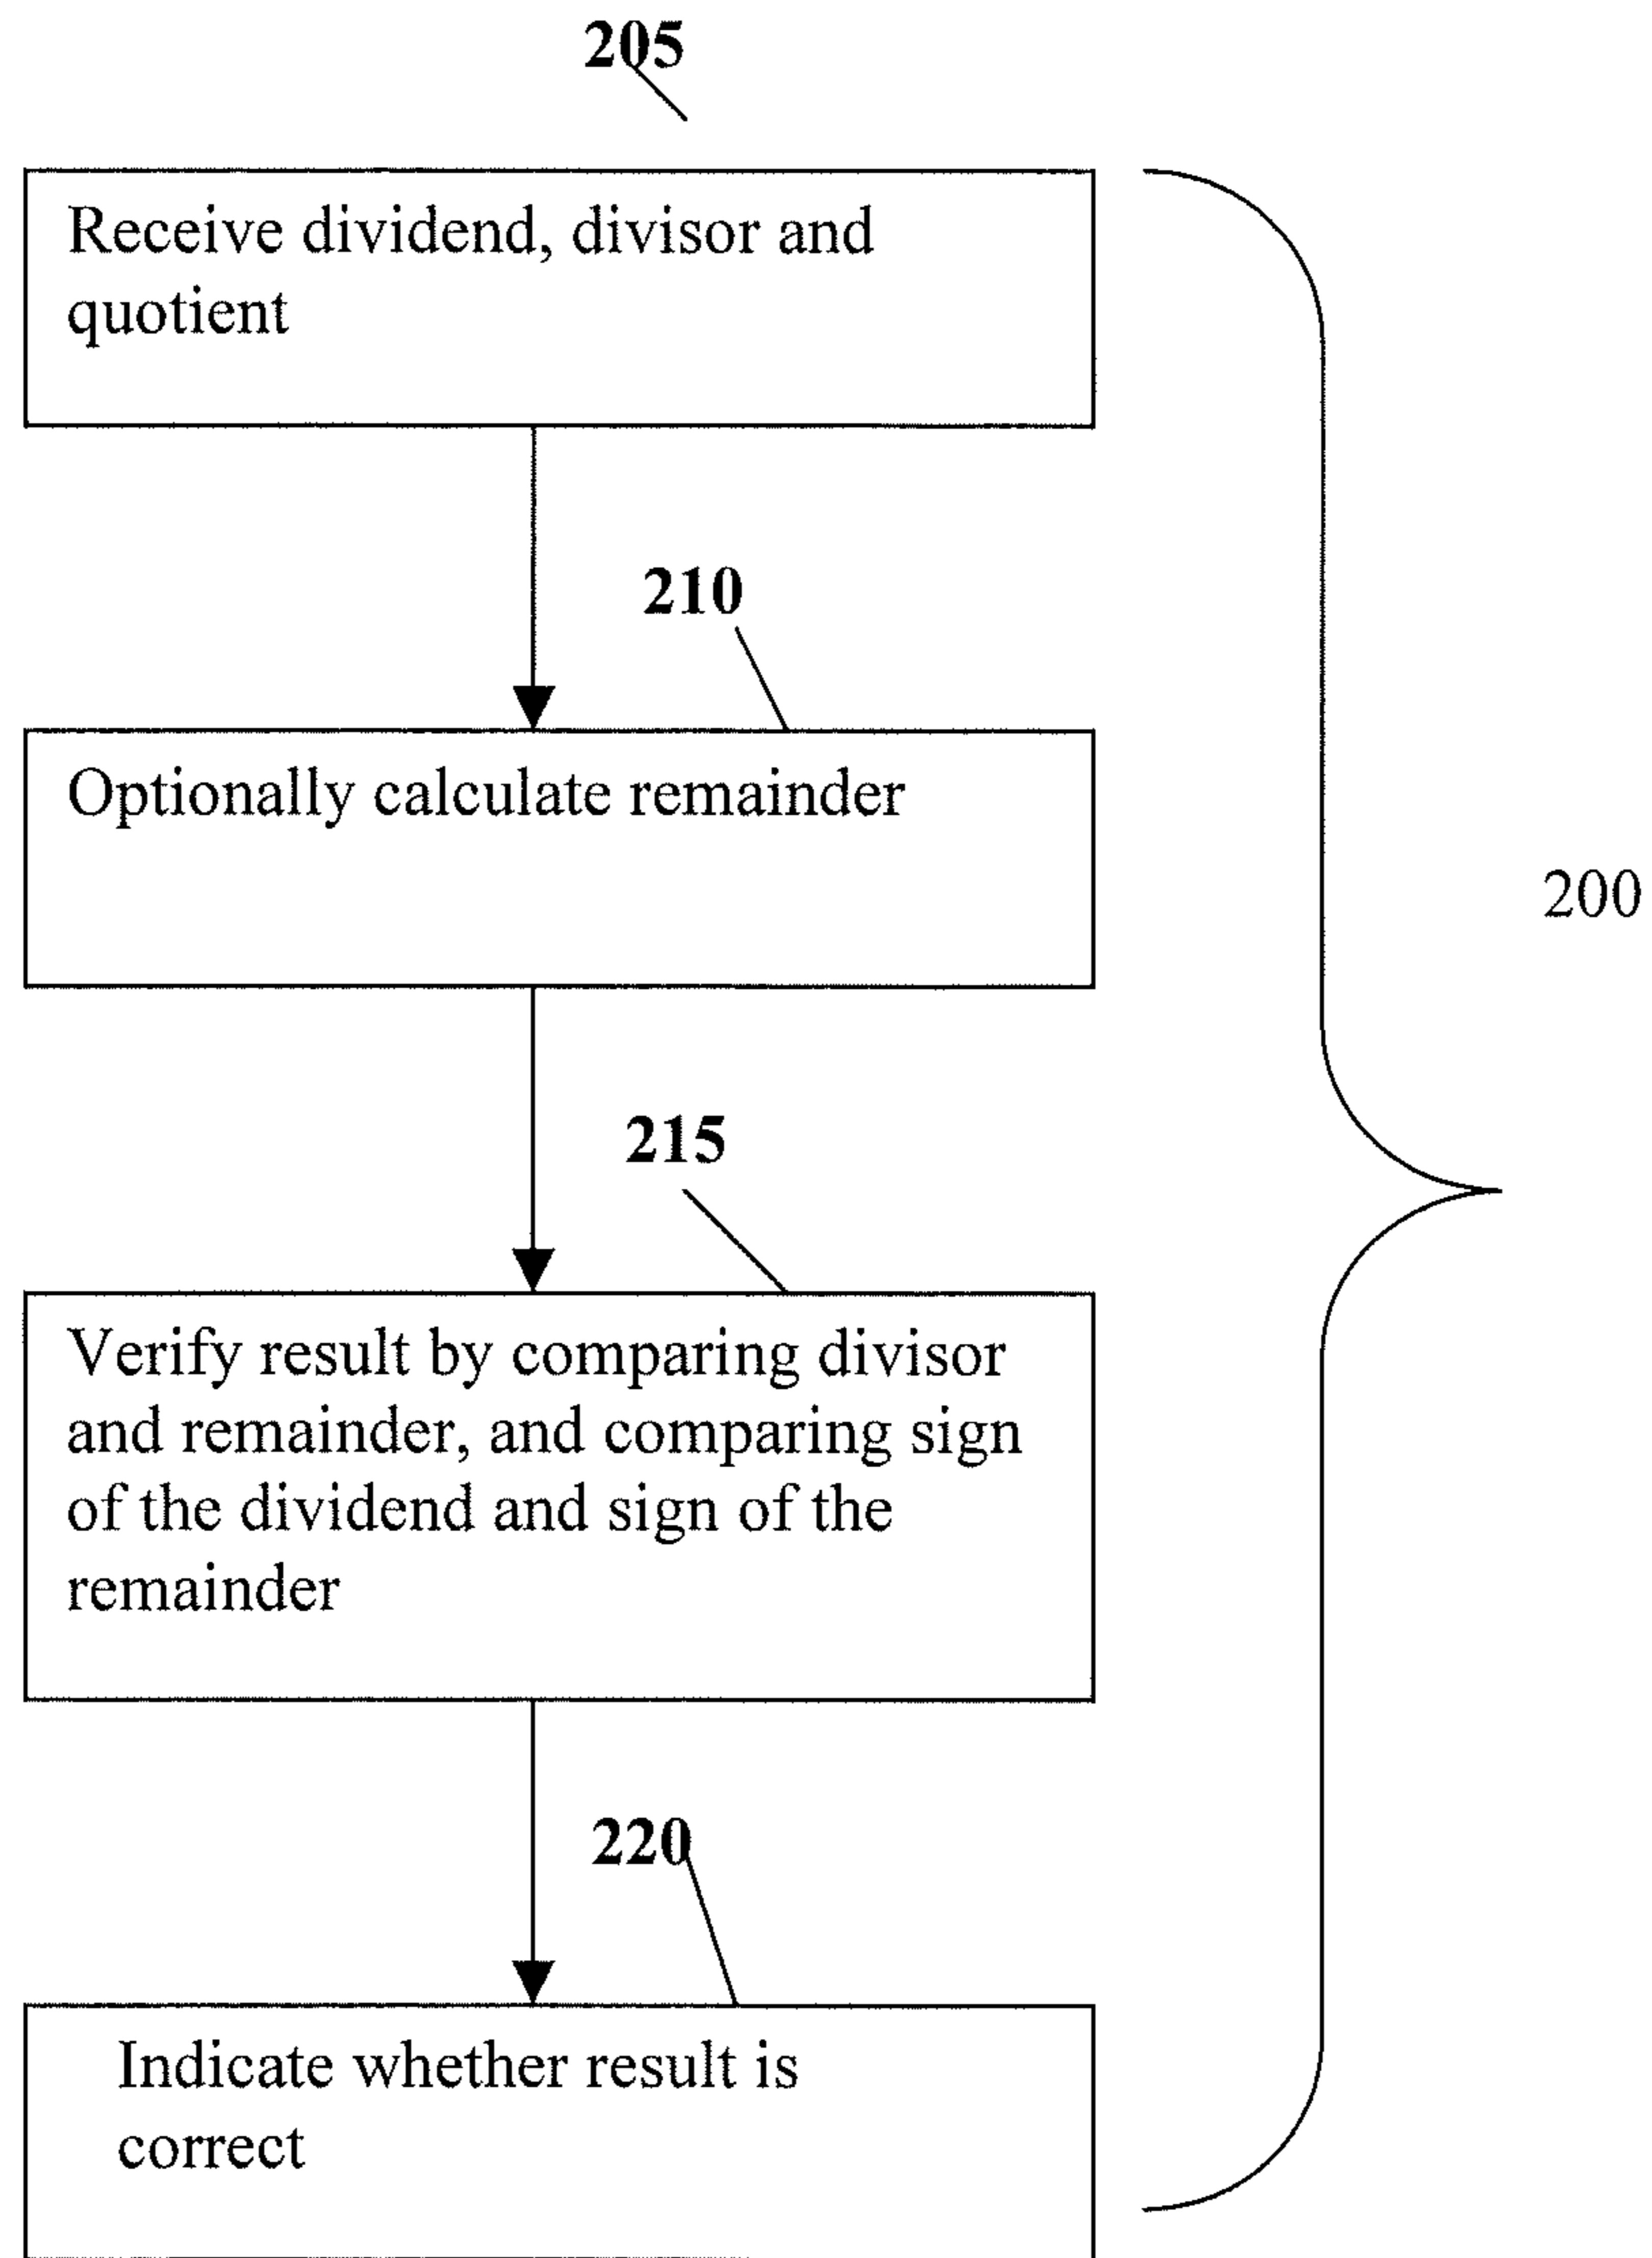 205
Receive dividend, divisor and
quotient
210
Optionally calculate remainder
200
215
Verify result by comparing divisor
and remainder, and comparing sign
of the dividend and sign of the
remainder
220
Indicate whether result is
correct